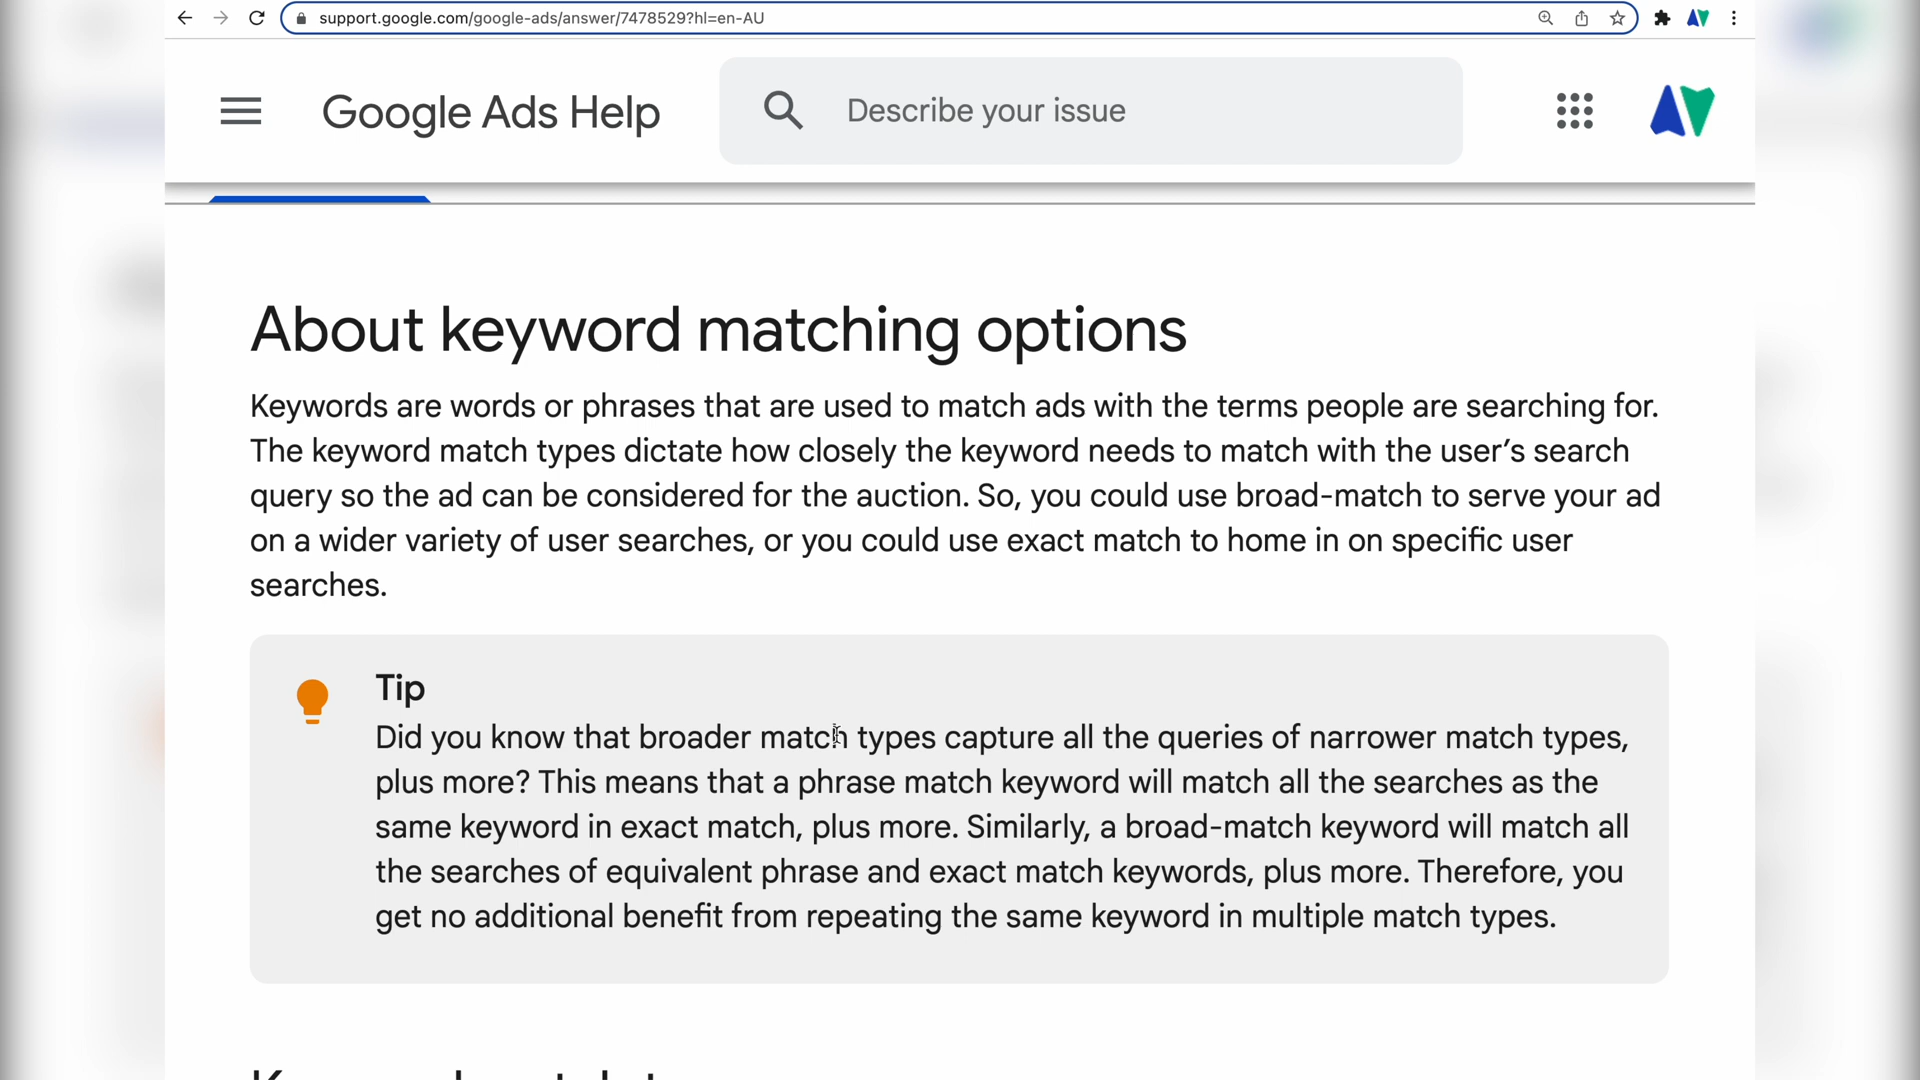 support.google.com/google-ads/answer/7478529?hl=en-AU
Google Ads Help
Describe your issue
About keyword matching options
Keywords are words or phrases that are used to match ads with the terms people are searching for.
The keyword match types dictate how closely the keyword needs to match with the user’s search
query so the ad can be considered for the auction. So, you could use broad-match to serve your ad
on a wider variety of user searches, or you could use exact match to home in on specific user
searches.
Tip
Did you know that broader match types capture all the queries of narrower match types,
plus more? This means that a phrase match keyword will match all the searches as the
same keyword in exact match, plus more. Similarly, a broad-match keyword will match all
the searches of equivalent phrase and exact match keywords, plus more. Therefore, you
get no additional benefit from repeating the same keyword in multiple match types.